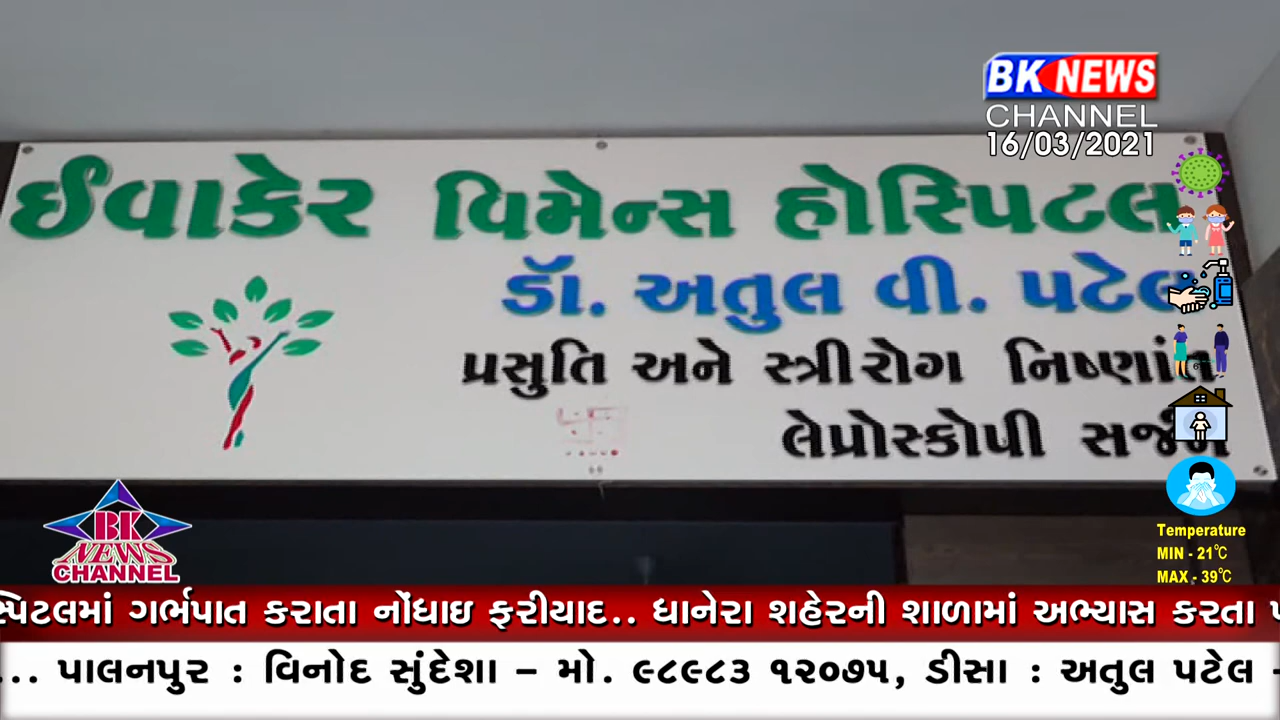 BK NEWS
CHANNEL
16/03/2021
ઈવાકેર વિમેન્સ હોસ્પિટલ
ડૉ. અતુલ વી. પટેલ
પ્રસુતિ અને સ્ત્રીરોગ નિષ્ણાંત
લેપ્રોસ્કોપી સર્જન
BK
NEWS
CHANNEL
Temperature
MIN - 21℃
MAX - 39℃
સ્પિટલમાં ગર્ભપાત કરાતા નોંધાઇ ફરીયાદ.. ધાનેરા શહેરની શાળામાં અભ્યાસ કરતા
... પાલનપુર : વિનોદ સુંદેશા – મો. ૯૮૯૮૩ ૧૨૦૭૫, ડીસા : અતુલ પટેલ -